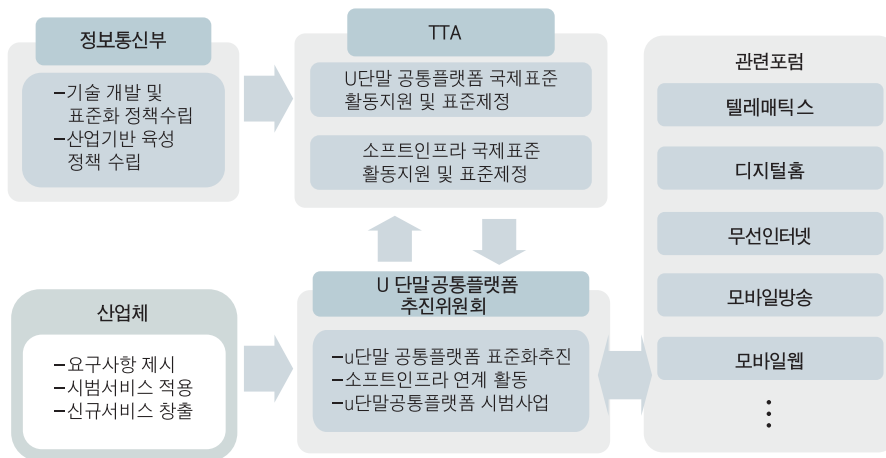 정보통신부
–기술 개발 및
표준화 정책수립
–산업기반 육성
정책 수립
TTA
U단말 공통플랫폼 국제표준
활동지원 및 표준제정
소프트인프라 국제표준
활동지원 및 표준제정
관련포럼
텔레매틱스
디지털홈
무선인터넷
모바일방송
모바일웹
산업체
–요구사항 제시
–시범서비스 적용
–신규서비스 창출
U 단말공통플랫폼
추진위원회
–u단말 공통플랫폼 표준화추진
–소프트인프라 연계 활동
–u단말공통플랫폼 시범사업